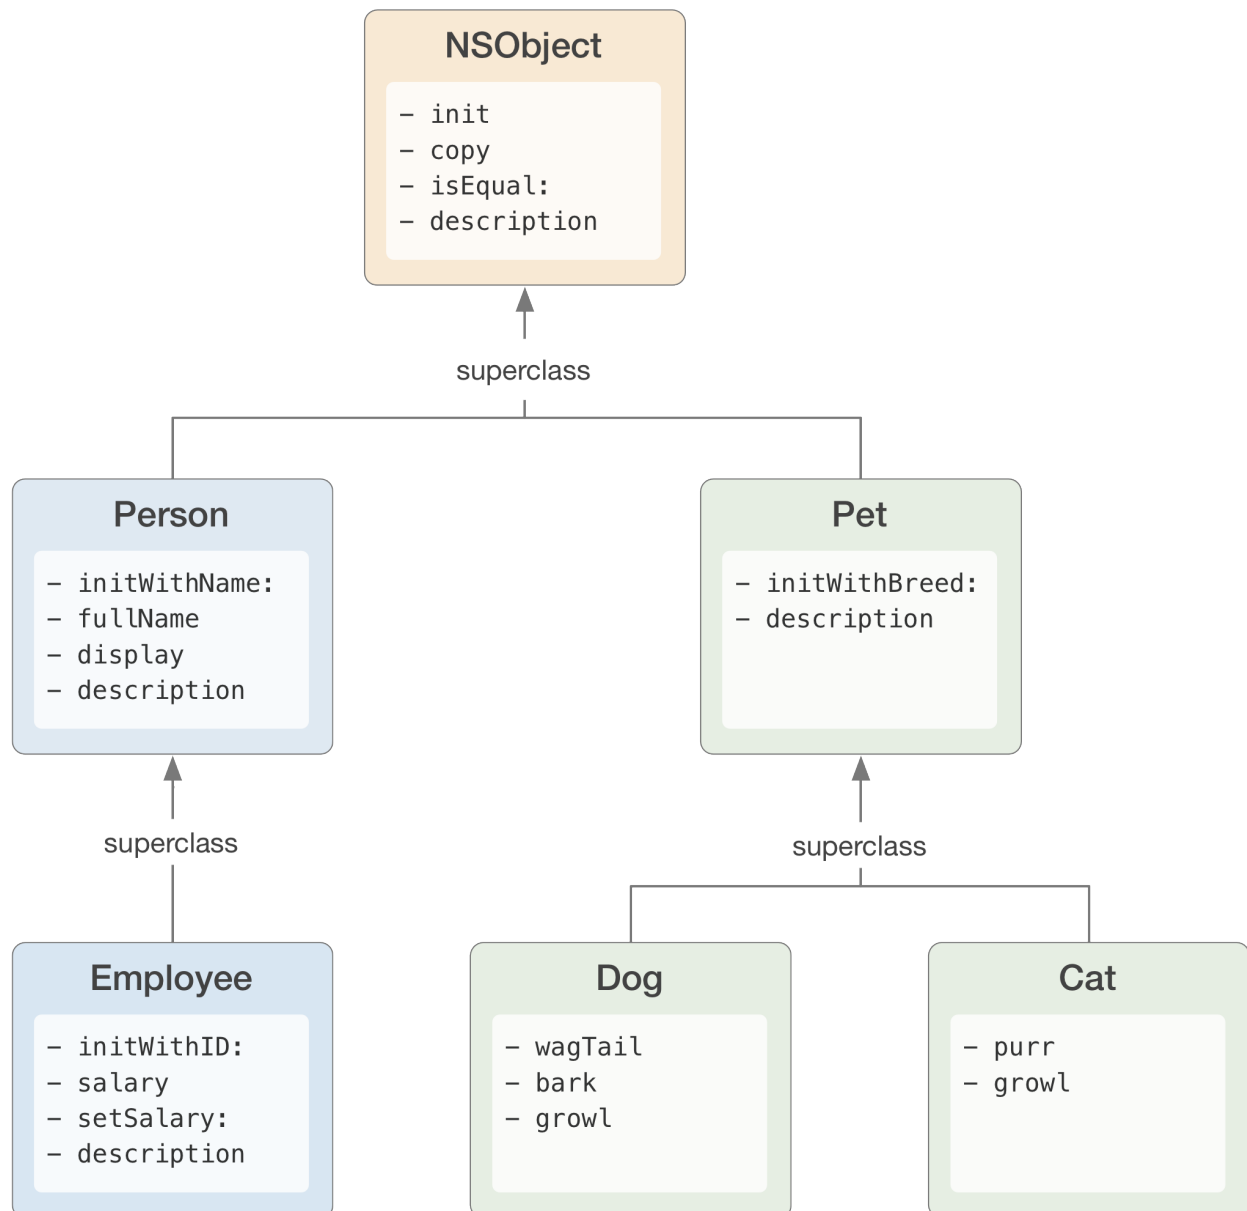 NSObject
– init
– copy
– isEqual:
– description
superclass
Person
– initWithName:
– fullName
– display
– description
Pet
– initWithBreed:
– description
superclass
superclass
Employee
– initWithID:
– salary
– setSalary:
– description
Dog
– wagTail
– bark
– growl
Cat
– purr
– growl